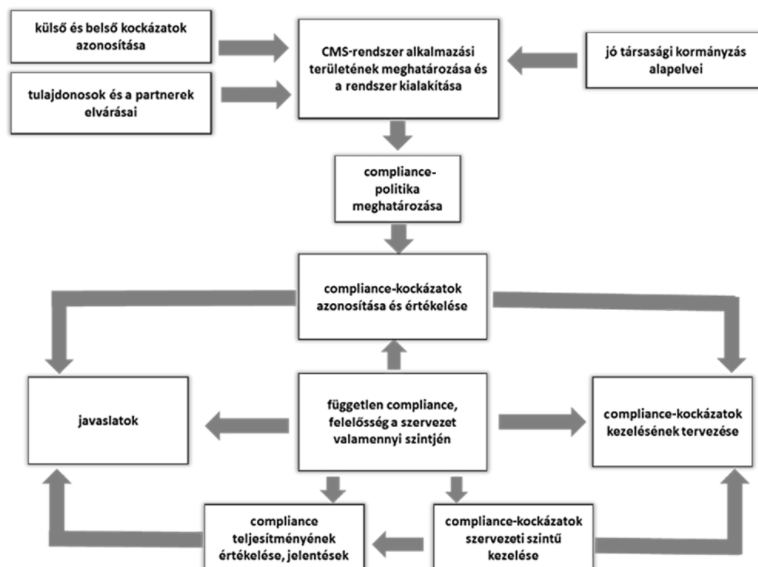 külső és belső kockázatok
azonosítása
tulajdonosok és a partnerek
elvárásai
CMS-rendszer alkalmazási
területének meghatározása és
a rendszer kialakítása
jó társasági kormányzás
alapelvei
compliance-
politika
meghatározása
compliance-kockázatok
azonosítása és értékelése
javaslatok
független compliance,
felelősség a szervezet
valamennyi szintjén
compliance-kockázatok
kezelésének tervezése
compliance
teljesítményének
értékelése, jelentések
compliance-kockázatok
szervezeti szintű
kezelése